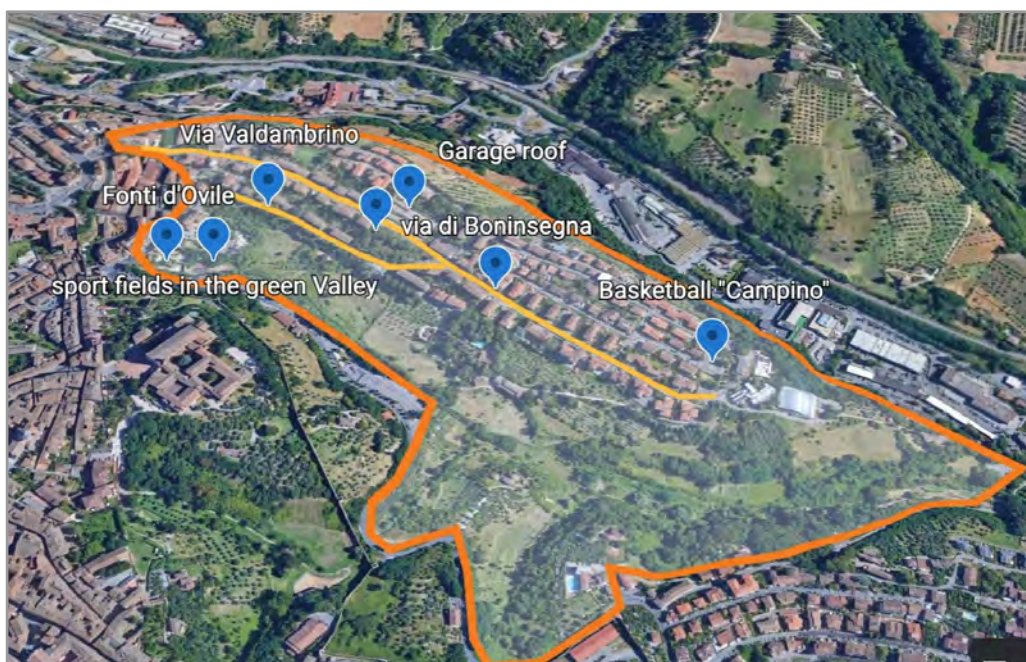 Via Valdambrino
Garage roof
Fonti d'Ovile
via di Boninsegna
sport fields in the green Valley
Basketball "Campino"